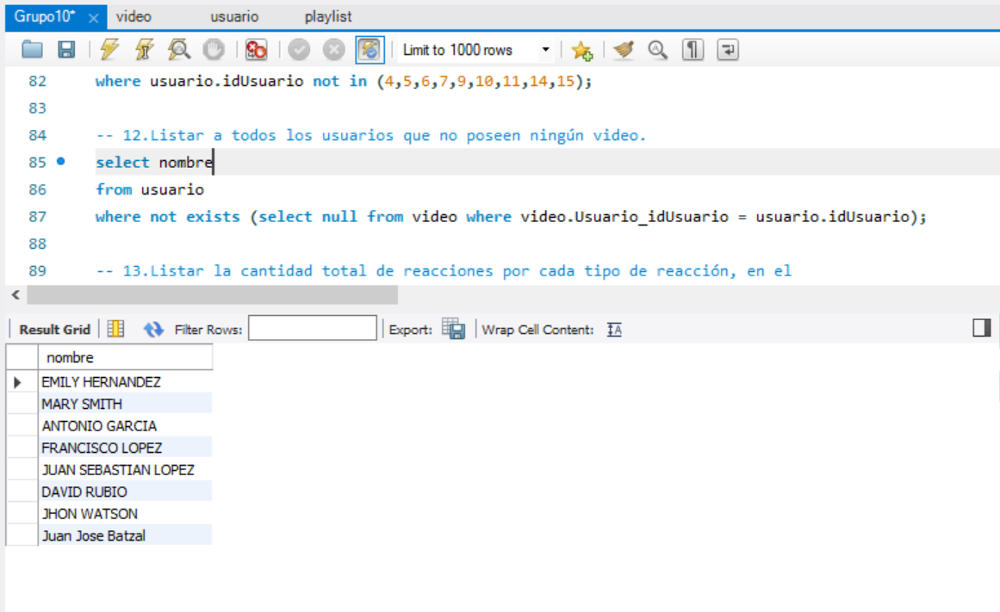 Grupo10* × video usuario playlist
Limit to 1000 rows
82 where usuario.idUsuario not in (4,5,6,7,9,10,11,14,15);
83
84 -- 12.Listar a todos los usuarios que no poseen ningún video.
85 select nombre
86 from usuario
87 where not exists (select null from video where video.Usuario_idUsuario = usuario.idUsuario);
88
89 -- 13.Listar la cantidad total de reacciones por cada tipo de reacción, en el
Result Grid Filter Rows: Export: Wrap Cell Content: IA
nombre
EMILY HERNANDEZ
MARY SMITH
ANTONIO GARCIA
FRANCISCO LOPEZ
JUAN SEBASTIAN LOPEZ
DAVID RUBIO
JHON WATSON
Juan Jose Batzal